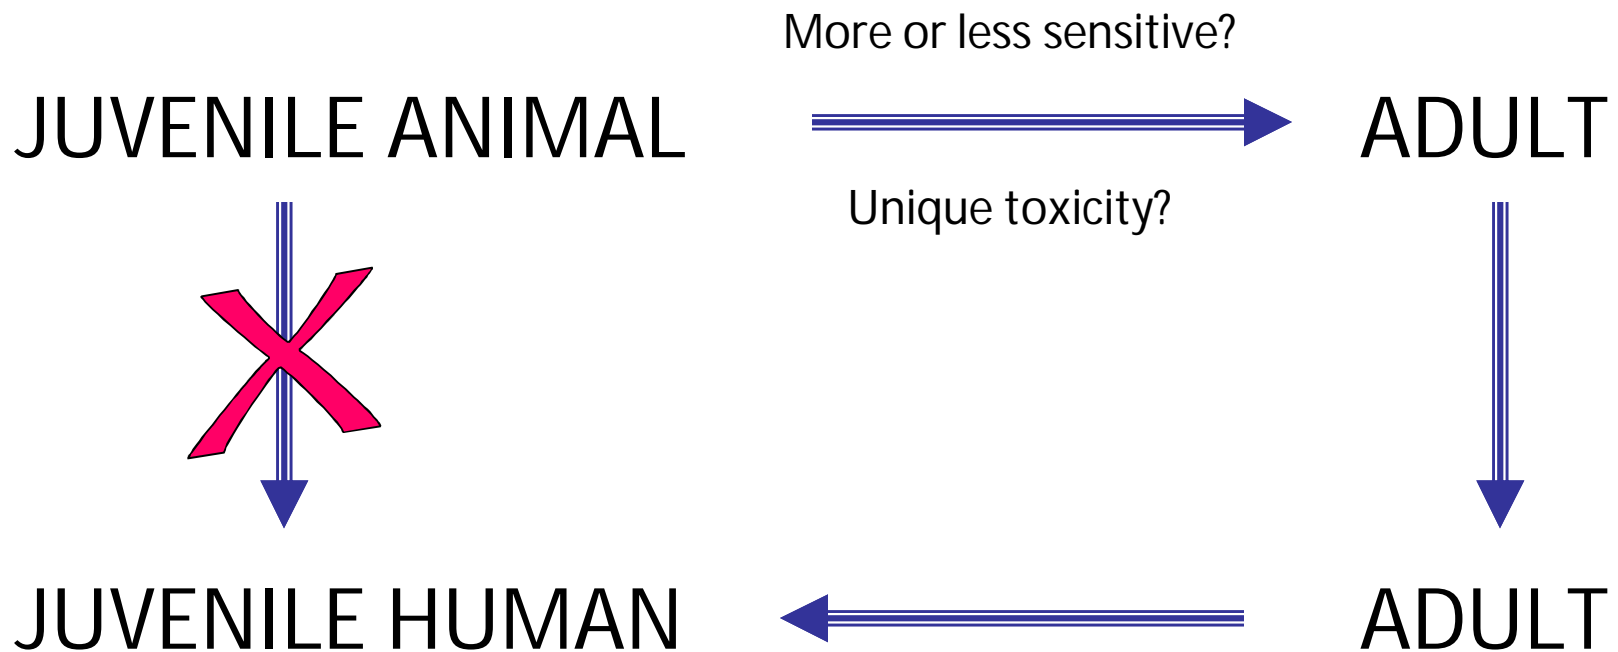 More or less sensitive?
JUVENILE ANIMAL
ADULT
Unique toxicity?
JUVENILE HUMAN
ADULT